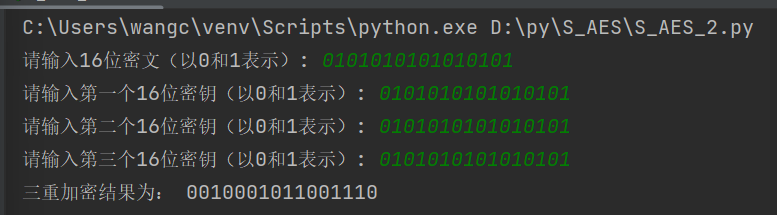 C:\Users\wangc\venv\Scripts\python.exe D:\py\S_AES\S_AES_2.py
请输入16位密文（以0和1表示）: 0101010101010101
请输入第一个16位密钥（以0和1表示）: 0101010101010101
请输入第二个16位密钥（以0和1表示）: 0101010101010101
请输入第三个16位密钥（以0和1表示）: 0101010101010101
三重加密结果为： 0010001011001110